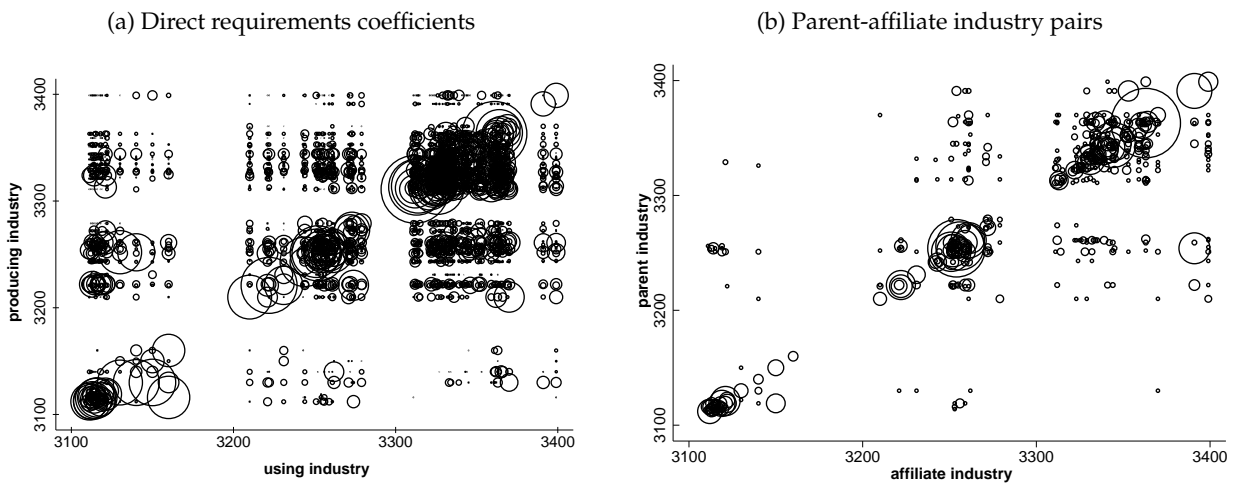 (a) Direct requirements coefficients
(b) Parent-affiliate industry pairs
producing industry
3400
3300
3200
3100
3100 3200 3300 3400
using industry
parent industry
3400
3300
3200
3100
3100 3200 3300 3400
affiliate industry